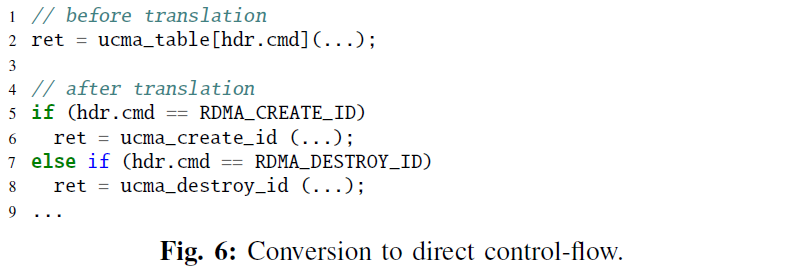 1 // before translation
2 ret = ucma_table[hdr.cmd](...);
3
4 // after translation
5 if (hdr.cmd == RDMA_CREATE_ID)
6 ret = ucma_create_id (...);
7 else if (hdr.cmd == RDMA_DESTROY_ID)
8 ret = ucma_destroy_id (...);
9 ...
Fig. 6: Conversion to direct control-flow.